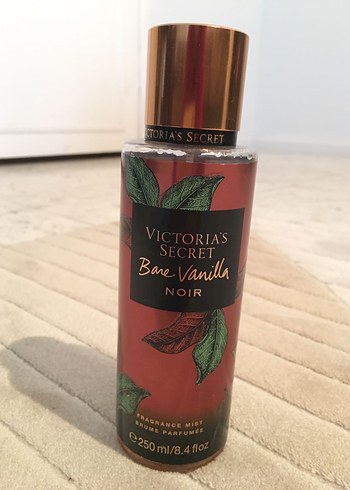 VICTORIA'S SECRET
VICTORIA'S
SECRET
Bare Vanilla
NOIR
FRAGRANCE MIST
BRUME PARFUMÉE
℮250 ml/8.4 fl oz